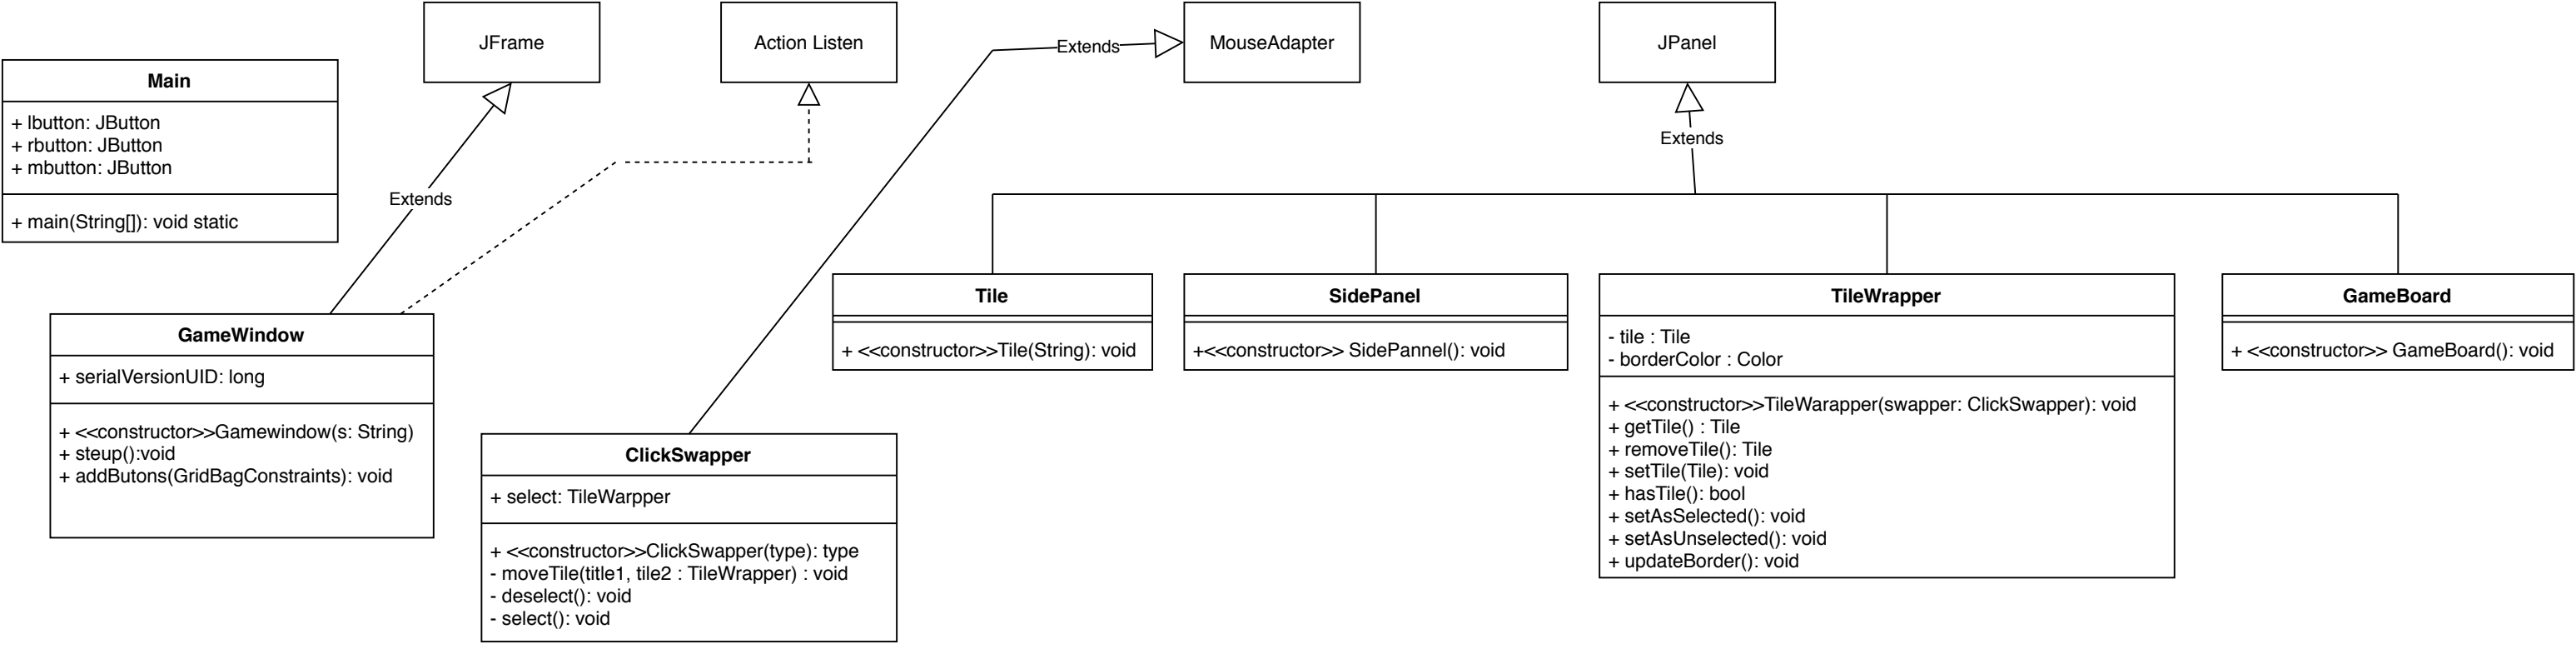 JFrame
Action Listen
MouseAdapter
JPanel
Extends
Extends
Extends
Main
+ lbutton: JButton
+ rbutton: JButton
+ mbutton: JButton
+ main(String[]): void static
GameWindow
+ serialVersionUID: long
+ <<constructor>>Gamewindow(s: String)
+ steup():void
+ addButons(GridBagConstraints): void
ClickSwapper
+ select: TileWarpper
+ <<constructor>>ClickSwapper(type): type
- moveTile(title1, tile2 : TileWrapper) : void
- deselect(): void
- select(): void
Tile
+ <<constructor>>Tile(String): void
SidePanel
+<<constructor>> SidePannel(): void
TileWrapper
- tile : Tile
- borderColor : Color
+ <<constructor>>TileWarapper(swapper: ClickSwapper): void
+ getTile() : Tile
+ removeTile(): Tile
+ setTile(Tile): void
+ hasTile(): bool
+ setAsSelected(): void
+ setAsUnselected(): void
+ updateBorder(): void
GameBoard
+ <<constructor>> GameBoard(): void